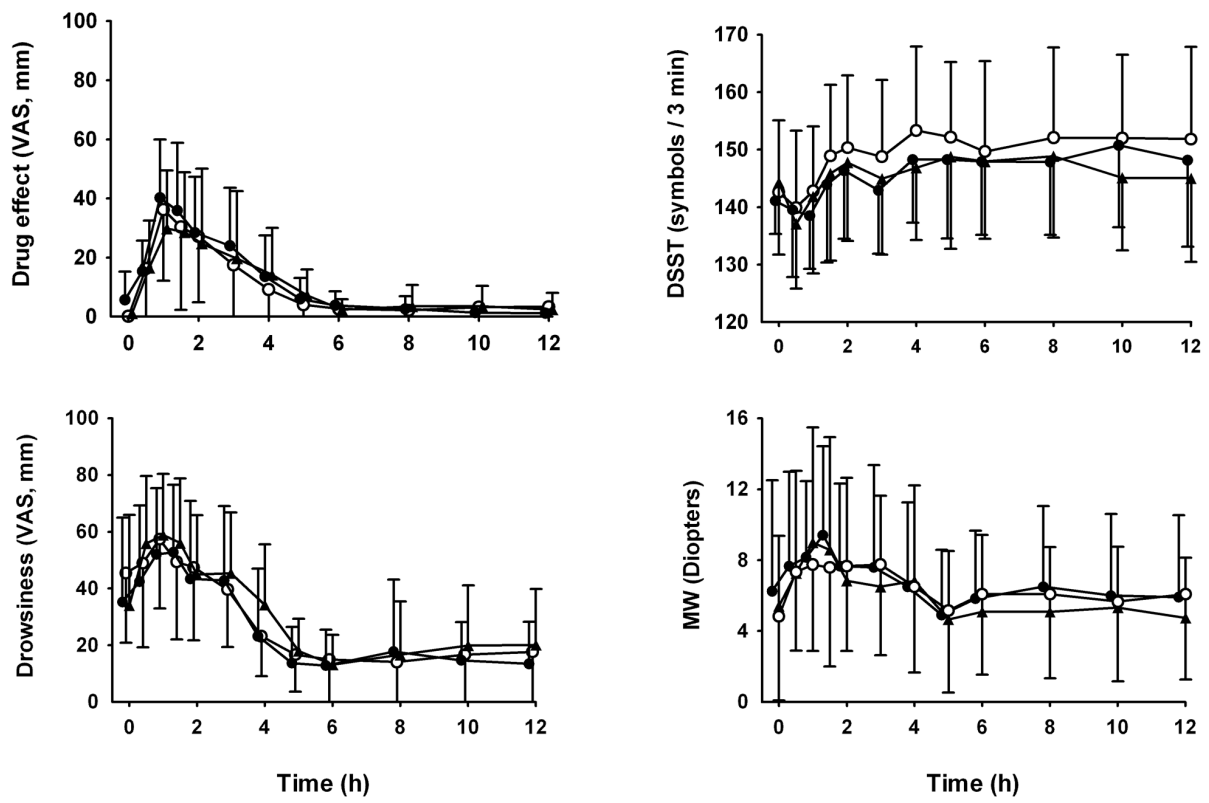 Drug effect (VAS, mm)
100
80
60
40
20
0
0 2 4 6 8 10 12
DSST (symbols / 3 min)
170
160
150
140
130
120
0 2 4 6 8 10 12
Drowsiness (VAS, mm)
100
80
60
40
20
0
0 2 4 6 8 10 12
Time (h)
MW (Diopters)
16
12
8
4
0
0 2 4 6 8 10 12
Time (h)